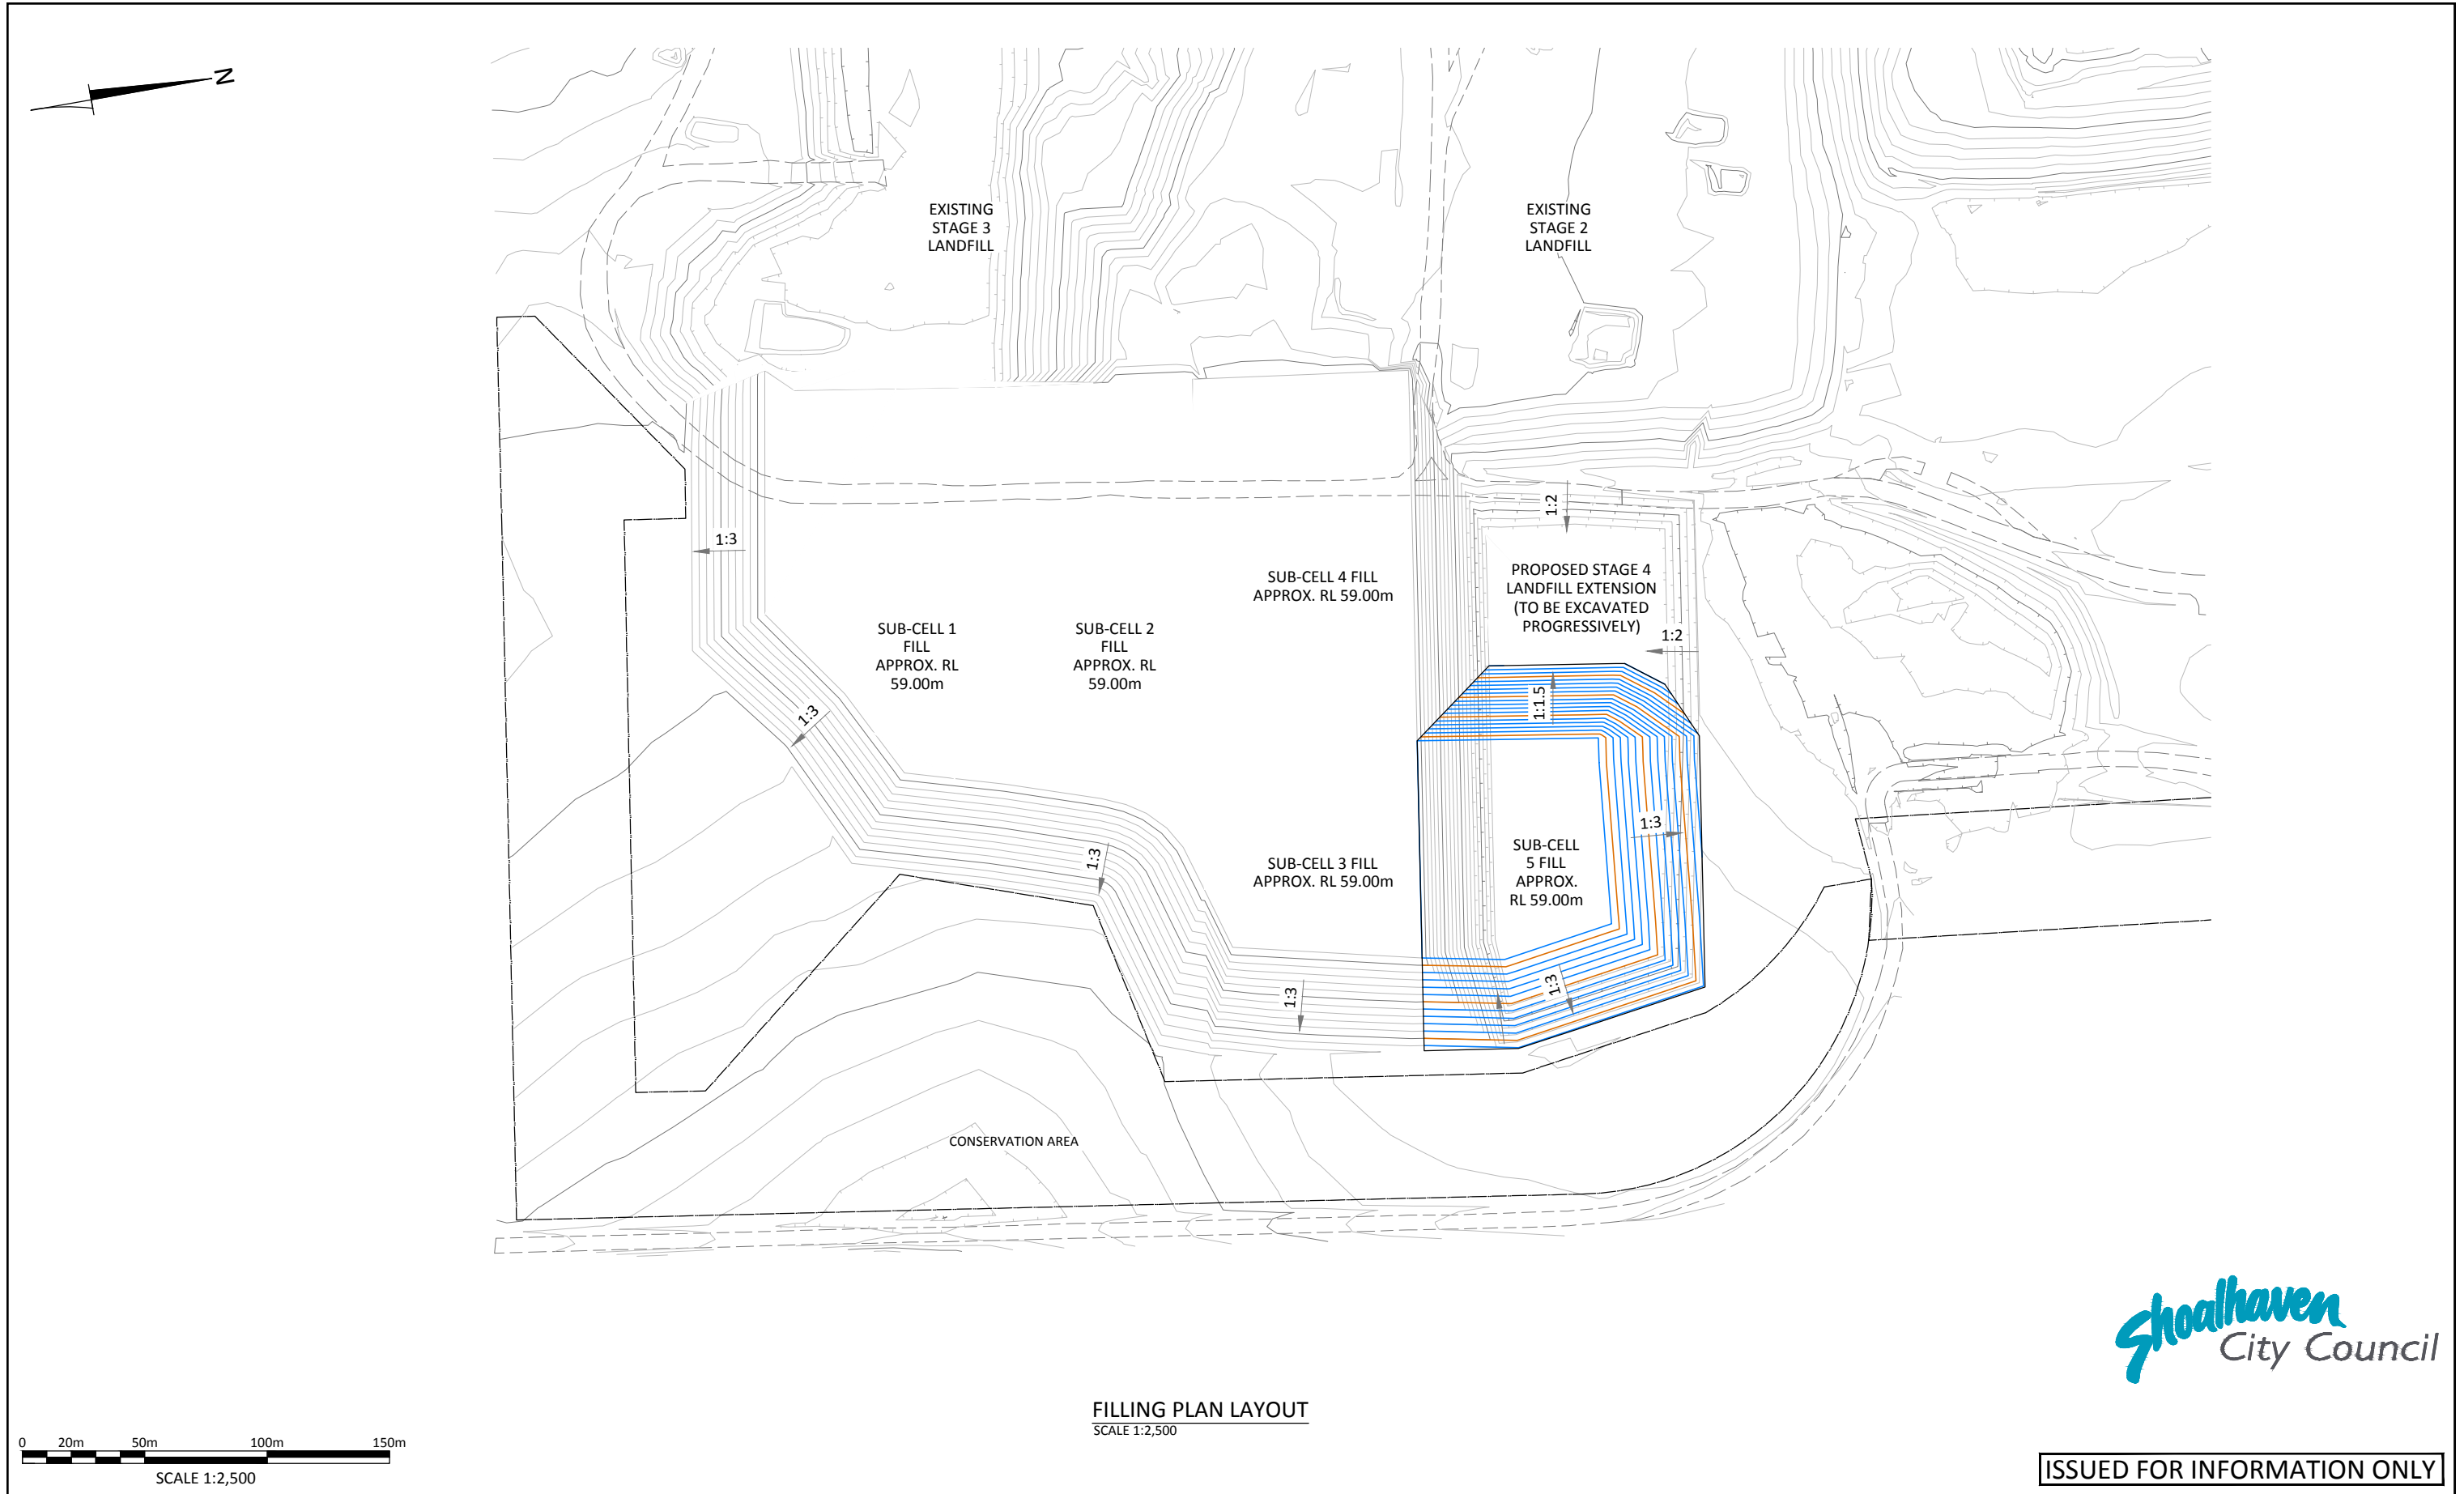 N
EXISTING
STAGE 3
LANDFILL
EXISTING
STAGE 2
LANDFILL
1:2
1:3
SUB-CELL 4 FILL
APPROX. RL 59.00m
PROPOSED STAGE 4
LANDFILL EXTENSION
(TO BE EXCAVATED
PROGRESSIVELY)
1:2
SUB-CELL 1
FILL
APPROX. RL
59.00m
SUB-CELL 2
FILL
APPROX. RL
59.00m
1:3
1:1.5
1:3
1:3
SUB-CELL 3 FILL
APPROX. RL 59.00m
SUB-CELL
5 FILL
APPROX.
RL 59.00m
1:3
1:3
CONSERVATION AREA
Shoalhaven
City Council
FILLING PLAN LAYOUT
SCALE 1:2,500
0 20m 50m 100m 150m
SCALE 1:2,500
ISSUED FOR INFORMATION ONLY